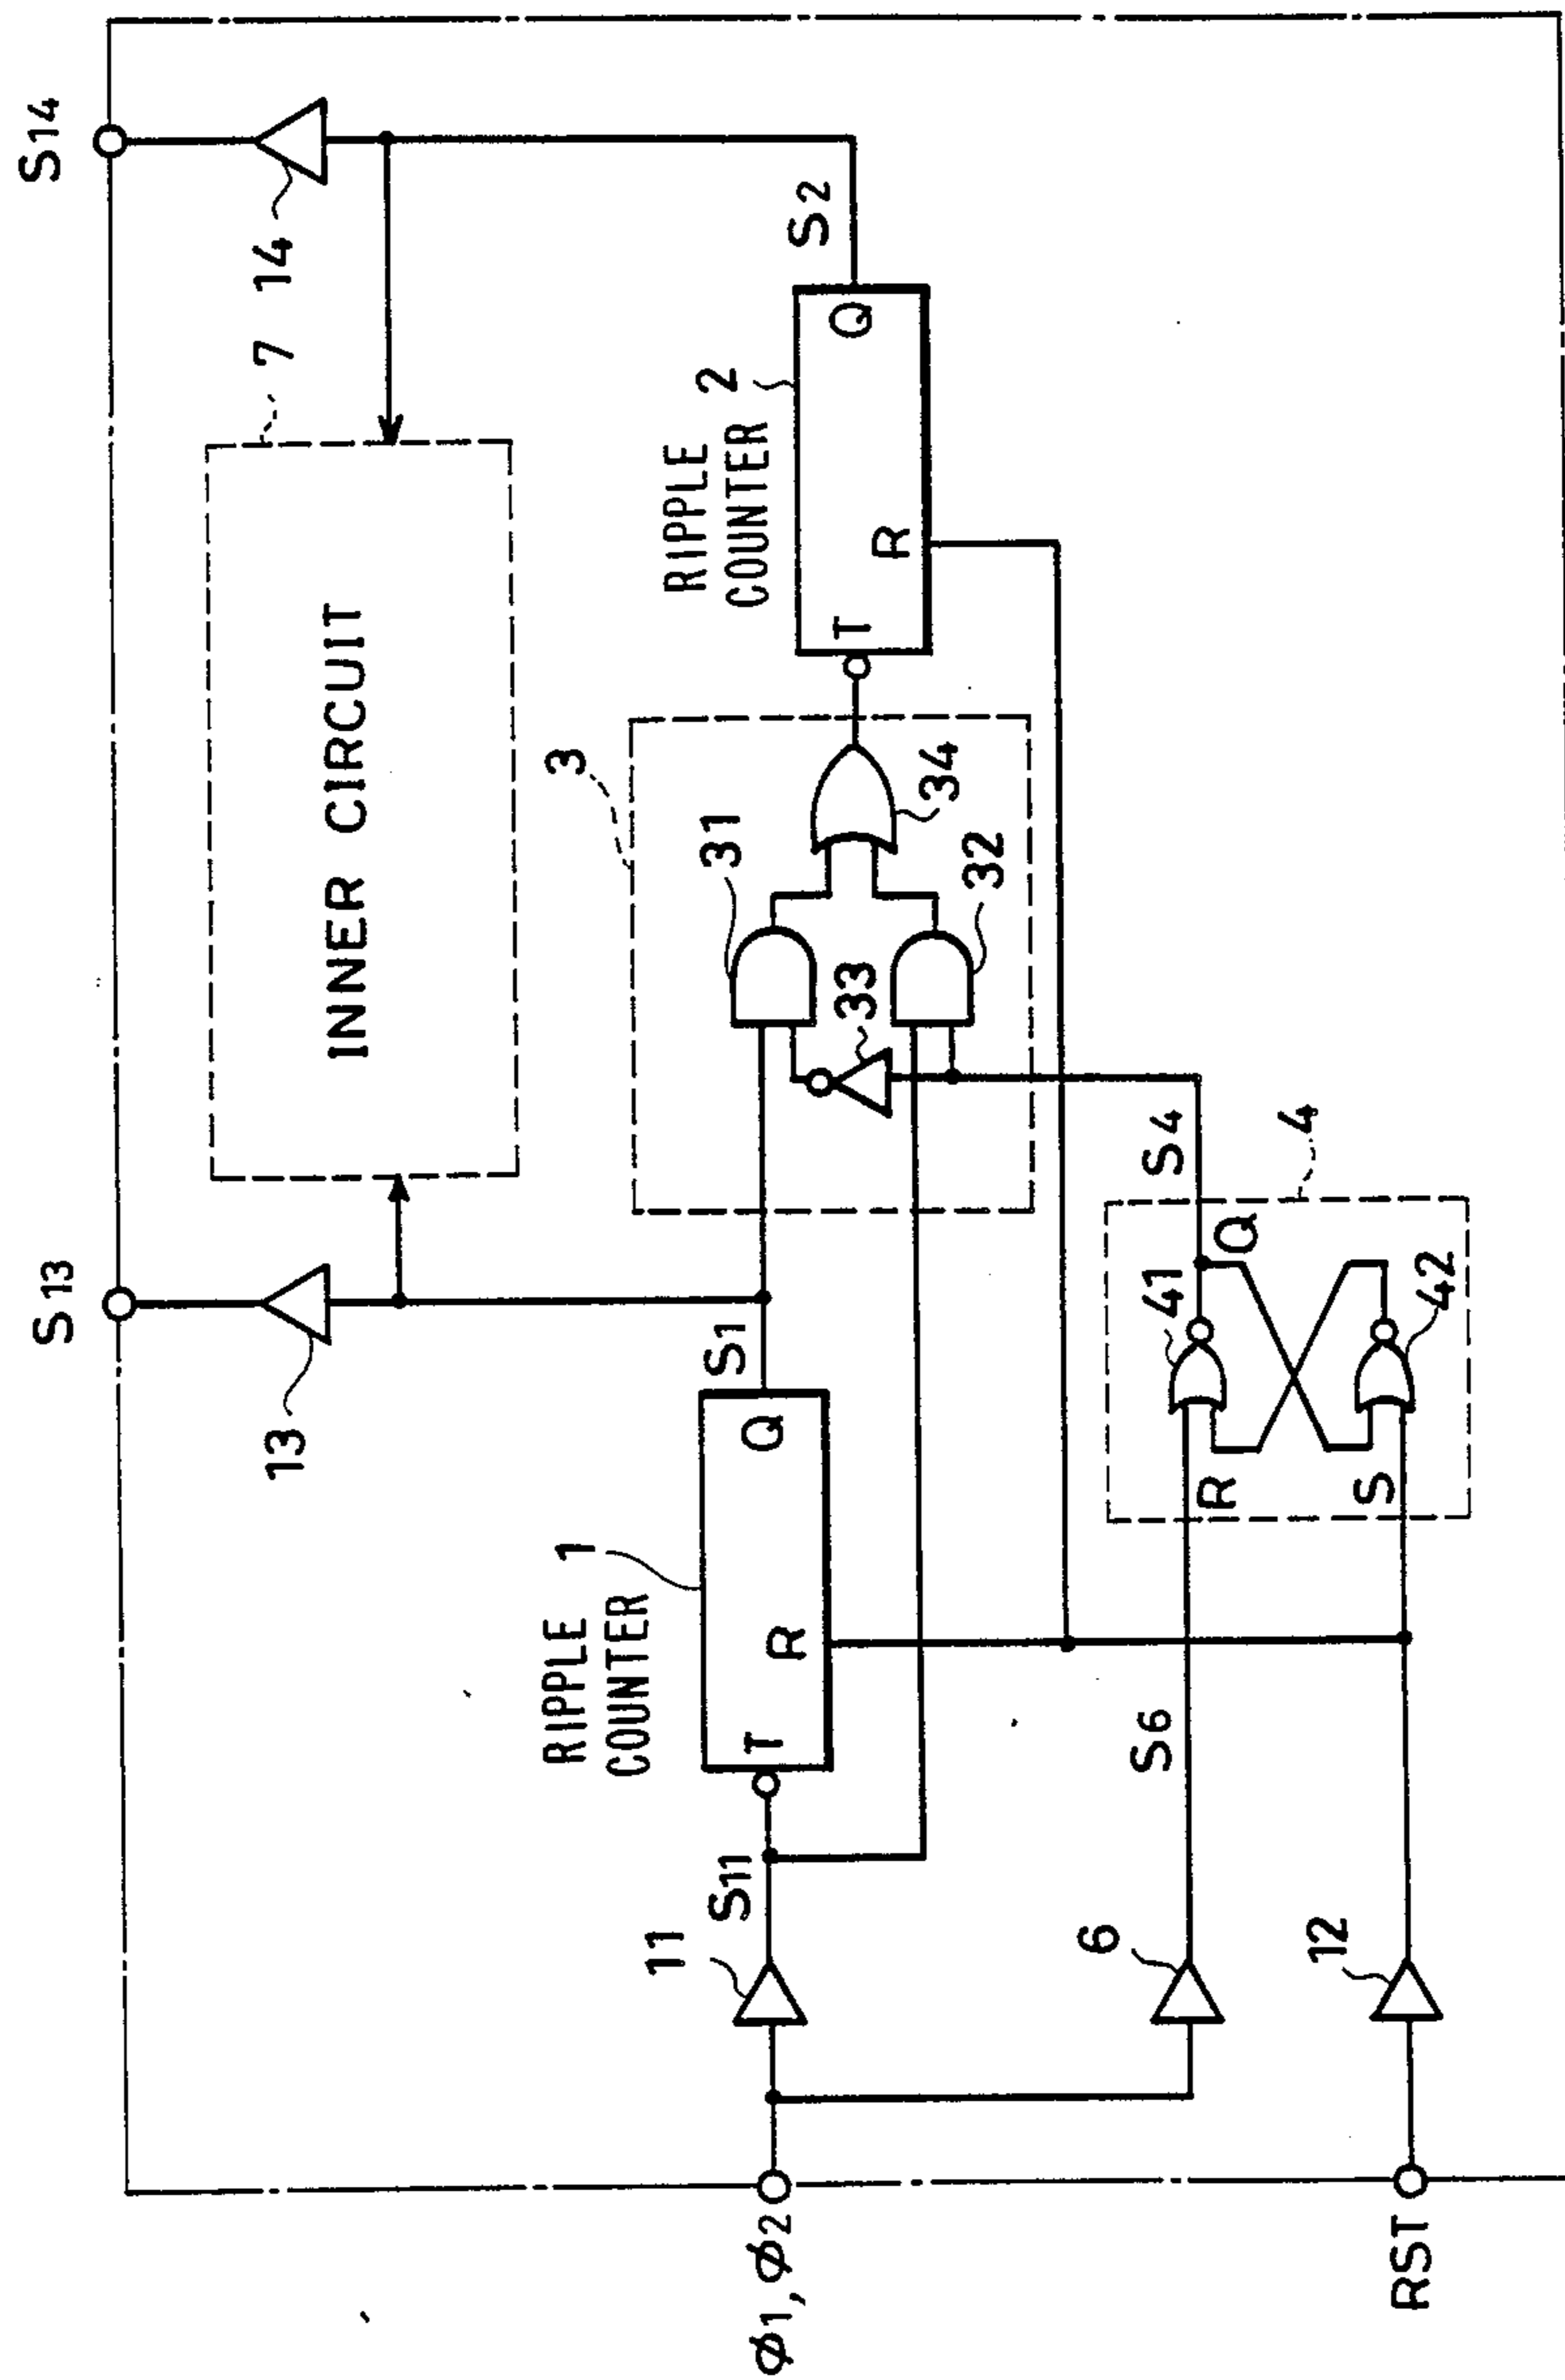 S13
S14
13
INNER CIRCUIT
7
14
RIPPLE
COUNTER
1
S1
3
31
RIPPLE
COUNTER
2
S2
ϕ1, ϕ2
11
S11
T
R
Q
33
32
34
T
R
Q
6
S6
R
41
Q
S4
4
RST
12
S
42